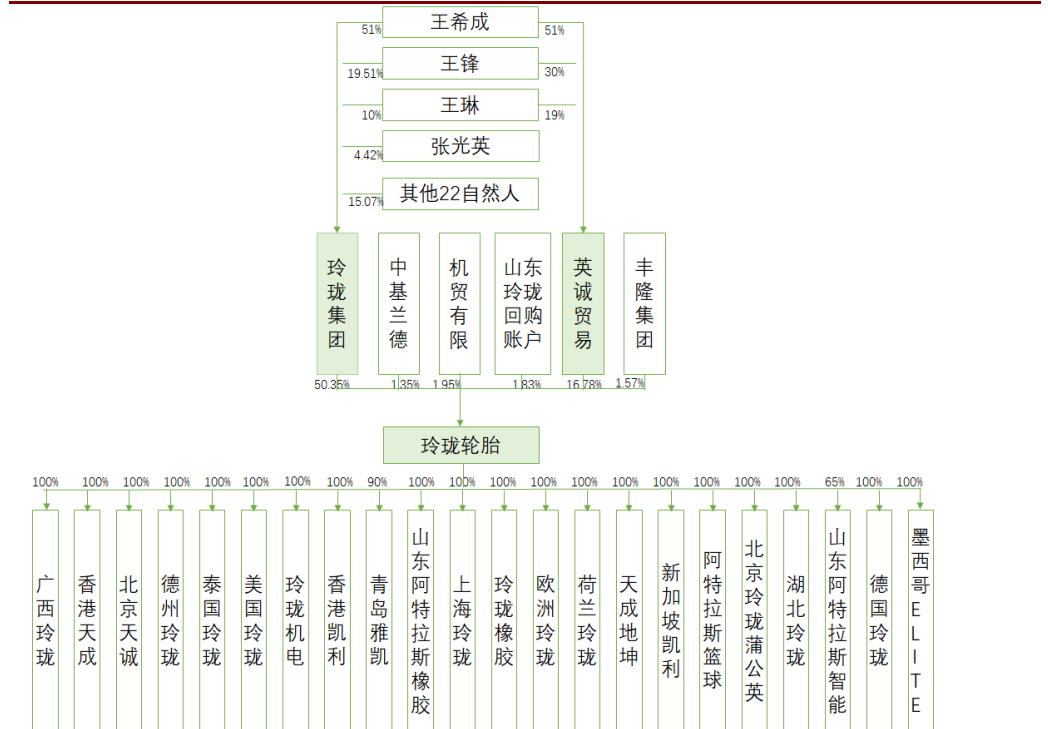 王希成
51%
51%
王锋
19.51%
30%
王琳
10%
19%
张光英
4.42%
其他22自然人
15.07%
玲珑集团
中基兰德
机贸有限
山东玲珑回购账户
英诚贸易
丰隆集团
50.35%
1.35%
1.95%
1.83%
16.78%
1.57%
玲珑轮胎
100%
100%
100%
100%
100%
100%
100%
100%
90%
100%
100%
100%
100%
100%
100%
100%
100%
100%
100%
65%
100%
100%
广西玲珑
香港天成
北京天诚
德州玲珑
泰国玲珑
美国玲珑
玲珑机电
香港凯利
青岛雅凯
山东阿特拉斯橡胶
上海玲珑
玲珑橡胶
欧洲玲珑
荷兰玲珑
天成地坤
新加坡凯利
阿特拉斯篮球
北京玲珑蒲公英
湖北玲珑
山东阿特拉斯智能
德国玲珑
墨西哥ELITE